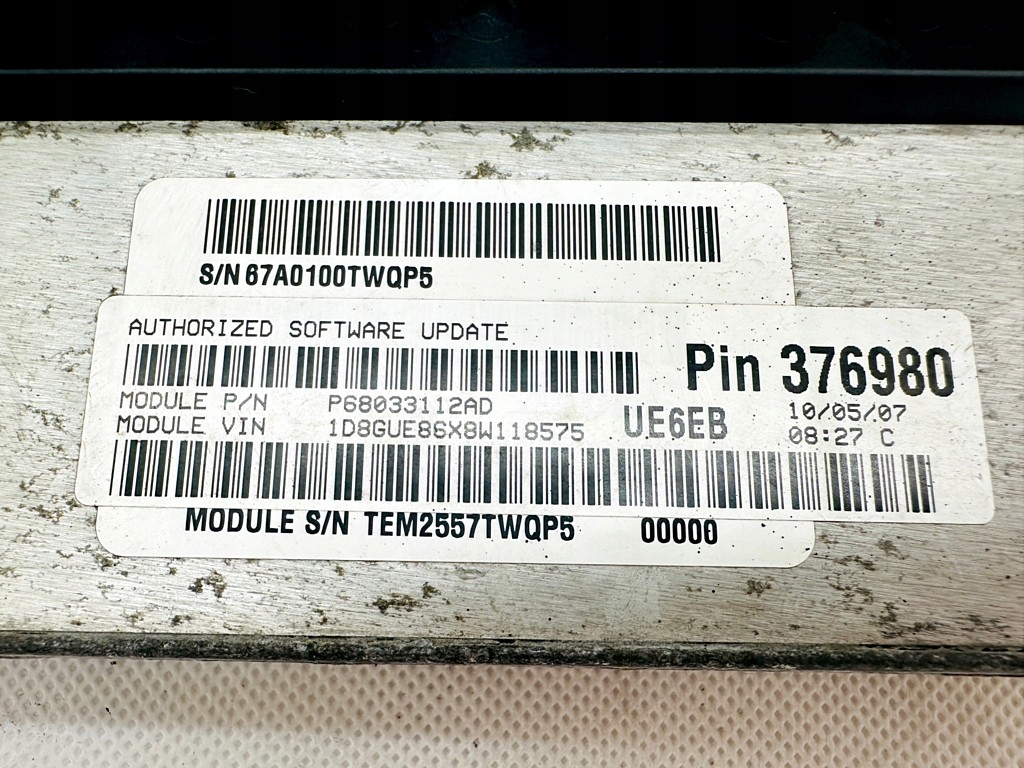 S/N 67A0100TWQP5
AUTHORIZED SOFTWARE UPDATE
Pin 376980
MODULE P/N P68033112AD
UE6EB
10/05/07
MODULE VIN 1D8GUE86X8W118575
08:27 C
MODULE S/N TEM2557TWQP5 00000